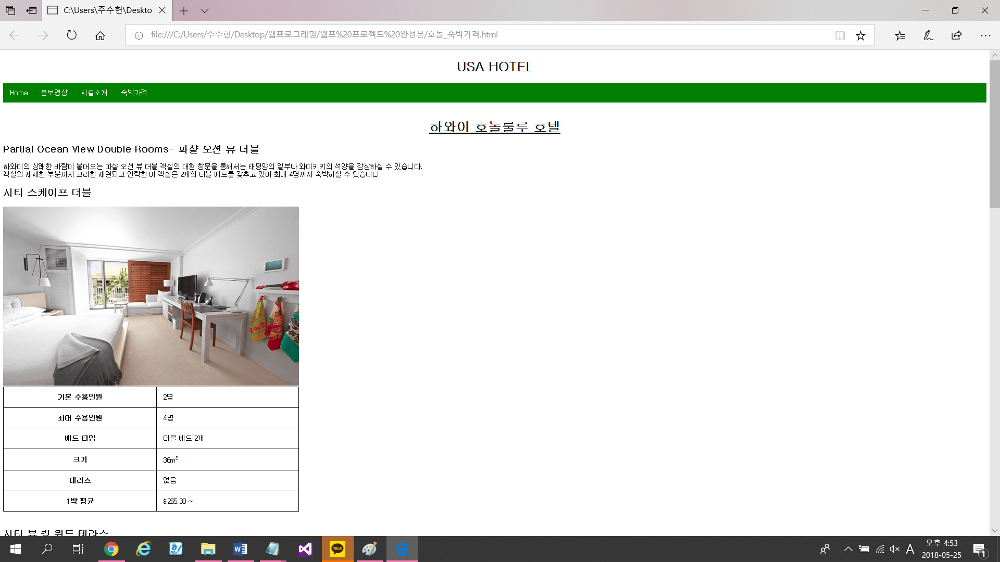 C:\Users\주수헌\Deskto
file:///C:/Users/주수헌/Desktop/웹프로그래밍/웹프%20프로젝드%20완성본/호놀_숙박가격.html
USA HOTEL
Home 홍보영상 시설소개 숙박가격
하와이 호놀룰루 호텔
Partial Ocean View Double Rooms- 파샬 오션 뷰 더블
하와이의 상쾌한 바람이 불어오는 파샬 오션 뷰 더블 객실의 대형 창문을 통해서는 태평양의 일부나 와이키키의 석양을 감상하실 수 있습니다.
객실의 세세한 부분까지 고려한 세련되고 안락한 이 객실은 2개의 더블 베드를 갖추고 있어 최대 4명까지 숙박하실 수 있습니다.
시티 스케이프 더블
기본 수용인원 2명
최대 수용인원 4명
베드 타입 더블 베드 2개
크기 36m²
테라스 없음
1박 평균 $265.30 ~
시티 뷰 킹 위드 테라스
TALK
A
오후 4:53
2018-05-25
1